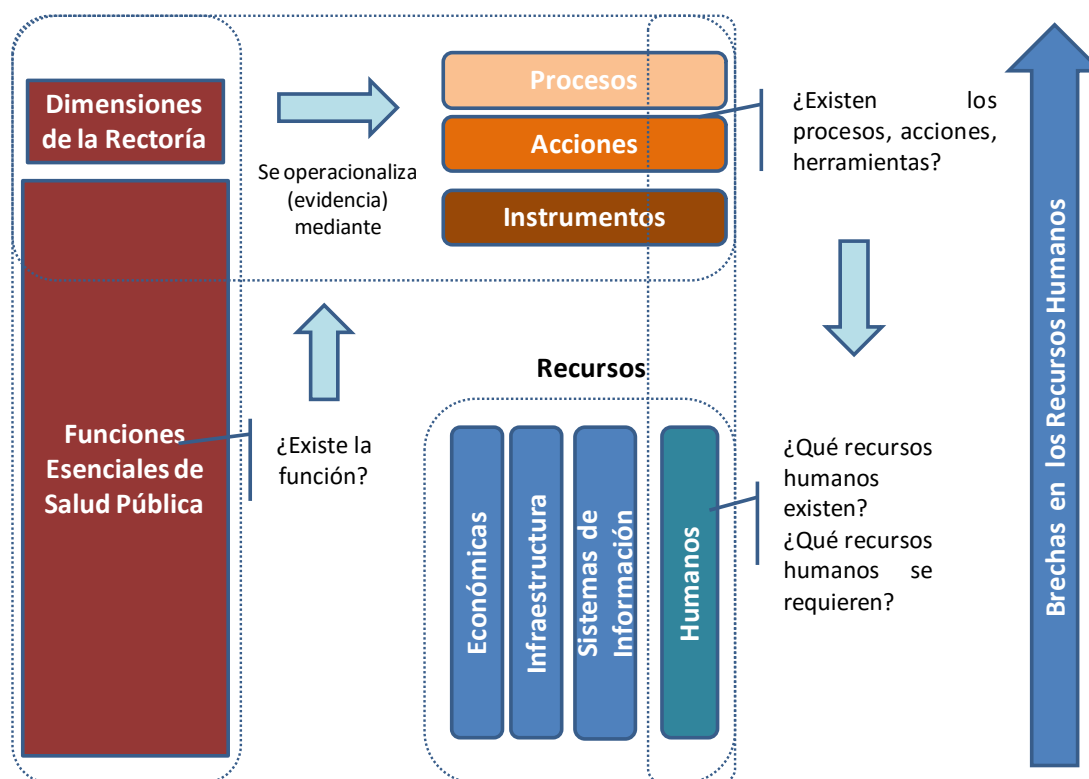 Dimensiones
de la Rectoría
Se operacionaliza
(evidencia)
mediante
Procesos
Acciones
Instrumentos
¿Existen los
procesos, acciones,
herramientas?
Funciones
Esenciales de
Salud Pública
¿Existe la
función?
Recursos
Económicas
Infraestructura
Sistemas de
Información
Humanos
¿Qué recursos
humanos
existen?
¿Qué recursos
humanos se
requieren?
Brechas en los Recursos Humanos